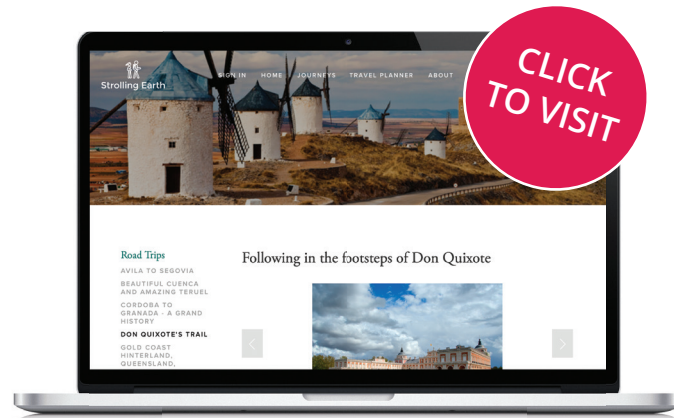 CLICK
TO VISIT
Strolling Earth
SIGN IN HOME JOURNEYS TRAVEL PLANNER ABOUT
Road Trips
AVILA TO SEGOVIA
BEAUTIFUL CUENCA
AND AMAZING TERUEL
CORDOBA TO
GRANADA - A GRAND
HISTORY
DON QUIXOTE'S TRAIL
GOLD COAST
HINTERLAND,
QUEENSLAND,
Following in the footsteps of Don Quixote